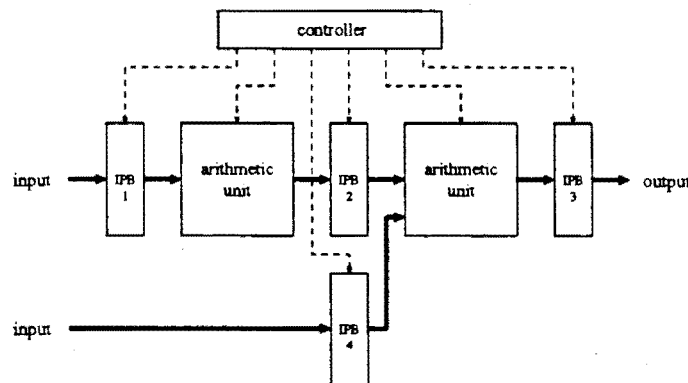 controller
input
IPB
1
arithmetic
unit
IPB
2
arithmetic
unit
IPB
3
output
input
IPB
4